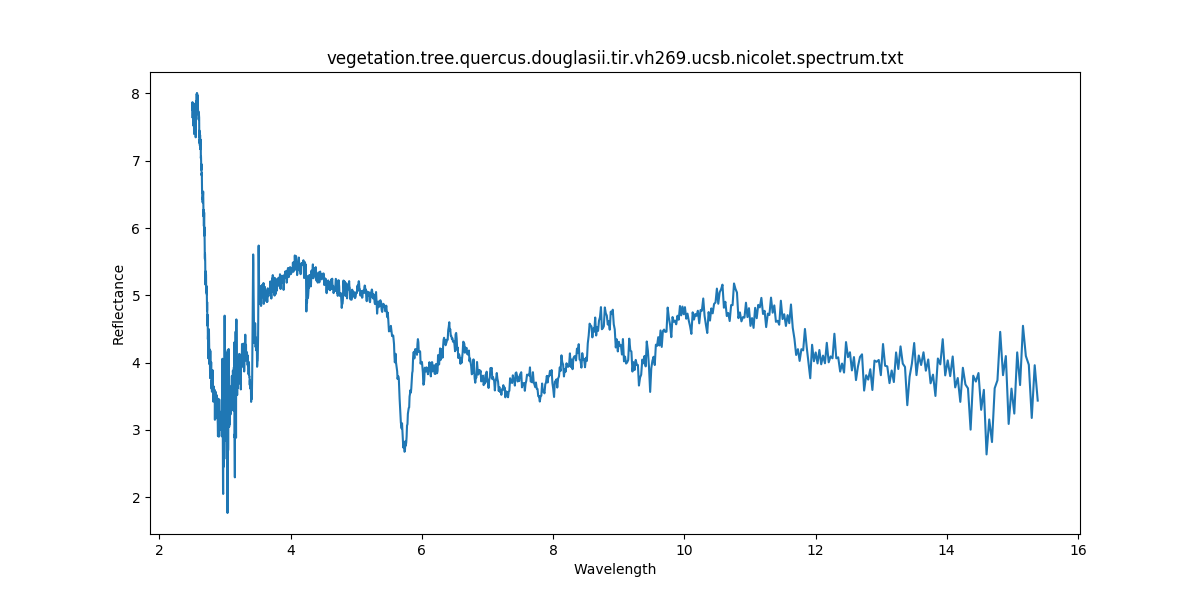 vegetation.tree.quercus.douglasii.tir.vh269.ucsb.nicolet.spectrum.txt
8
7
6
5
4
3
2
Reflectance
2 4 6 8 10 12 14 16
Wavelength